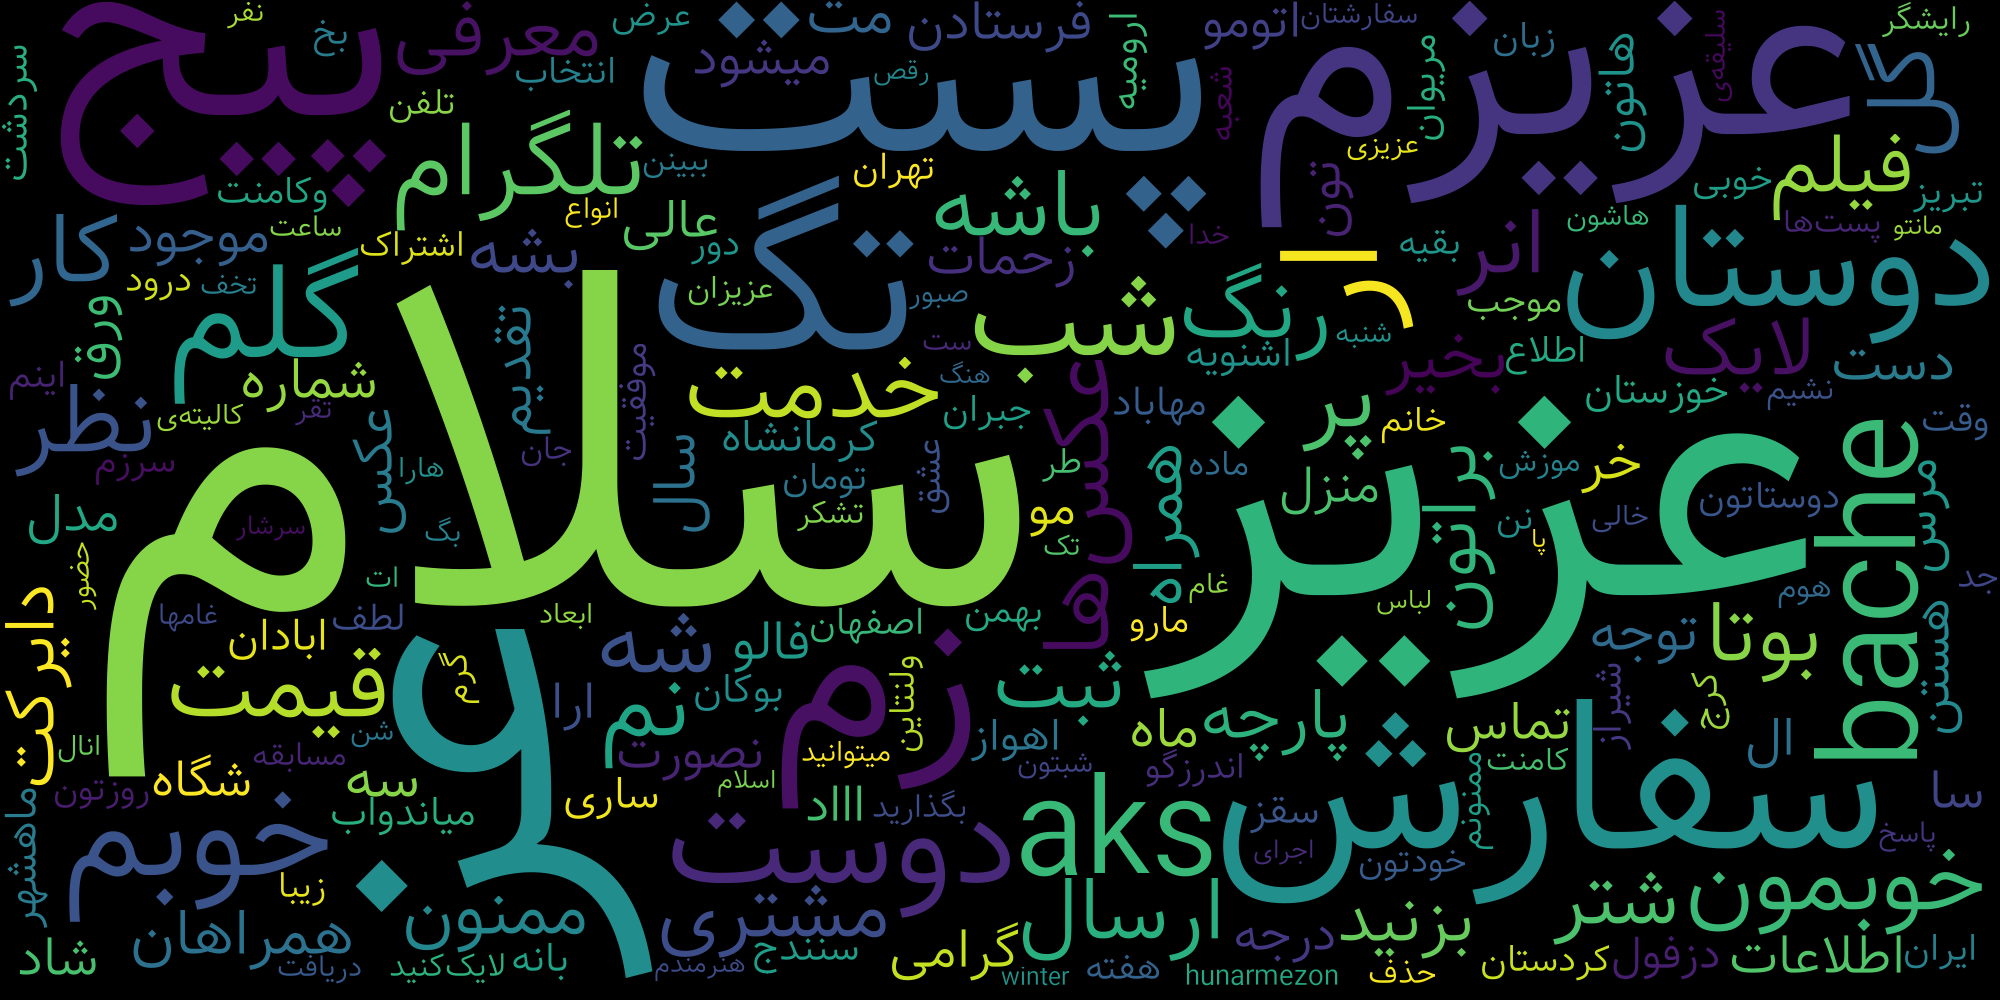 نفر
پیج
بخ
معرفی
عرض
مت
فرستادن
ارومیه
اتومو
سفارشتان
زبان
سلیقه‌ی
رایشگر
سردشت
تلفن
انتخاب
میشود
رقص
پست
شعبه
عزیزم
مریوان
هاتون
گل
وکامنت
تلگرام
ببینن
تهران
باشه
عزیزی
تون
خوبی
فیلم
تبریز
کار
موجود
ساعت
اشتراک
انواع
عالی
دور
تک
زحمات
خدا
بقیه
انر
هاشون
پست‌ها
مانتو
دوستان
درود
تخف
بشه
عزیزان
صبور
شب
رنگ
را
موجب
ورق
گلم
تقدیم
موفقیت
ست
اشنویه
شنبه
بخیر
اطلاع
لایک
دست
اینم
شماره
خدمت
هنگ
عکس‌ها
خوزستان
نشیم
نظر
کالیته‌ی
تقر
عکس
جان
کرمانشاه
جبران
مهاباد
پر
خانم
وقت
سرزم
هارا
سلام
سال
تومان
عشق
طر
همراه
ماده
منزل
براتون
موزش
خر
دوستاتون
مرسی
bache
مدل
سرشار
بگ
تشکر
مو
تک
عزیز
نن
پا
خالی
حضور
ات
غام
لباس
هوم
جد
دایرکت
غامها
لطف
ابعاد
اصفهان
بهمن
مارو
توجه
هستن
بوتا
ابادان
کرم
شه
فالو
ولنتاین
زم
ثبت
شیراز
کرج
قیمت
بوکان
ارا
نم
ماه
پارچه
تماس
انال
مسابقه
شن
نصورت
میتوانید
اهواز
شبتون
اندرزگو
کامنت
ال
ماهشهر
روزتون
شگاه
سه
ساری
اسلام
ممنونم
سفارش
سا
میاندواب
اااد
بگذارید
aks
سقز
پاسخ
خوبم
زیبا
دوست
اجرای
خودتون
خوبمون
همراهان
ممنون
مشتری
ارسال
درجه
بزنید
شتر
شاد
دریافت
لایک‌کنید
بانه
هنرمندم
سنندج
گرامی
winter
هفته
hunarmezon
حذف
کردستان
دزفول
اطلاعات
ایران